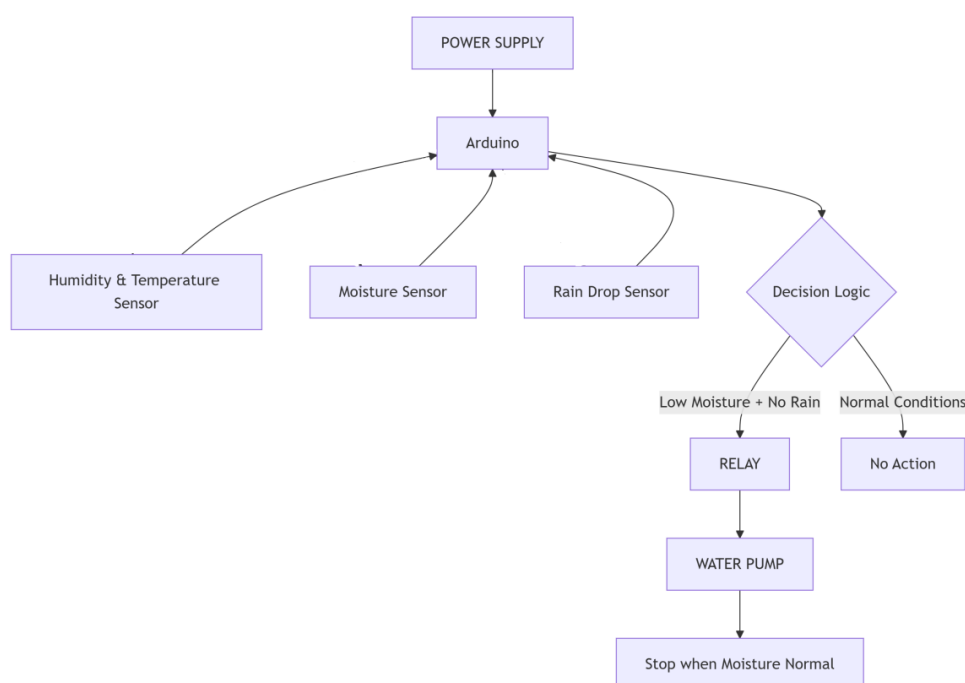 POWER SUPPLY
Arduino
Humidity & Temperature
Sensor
Moisture Sensor
Rain Drop Sensor
Decision Logic
Low Moisture + No Rain
Normal Conditions
RELAY
No Action
WATER PUMP
Stop when Moisture Normal